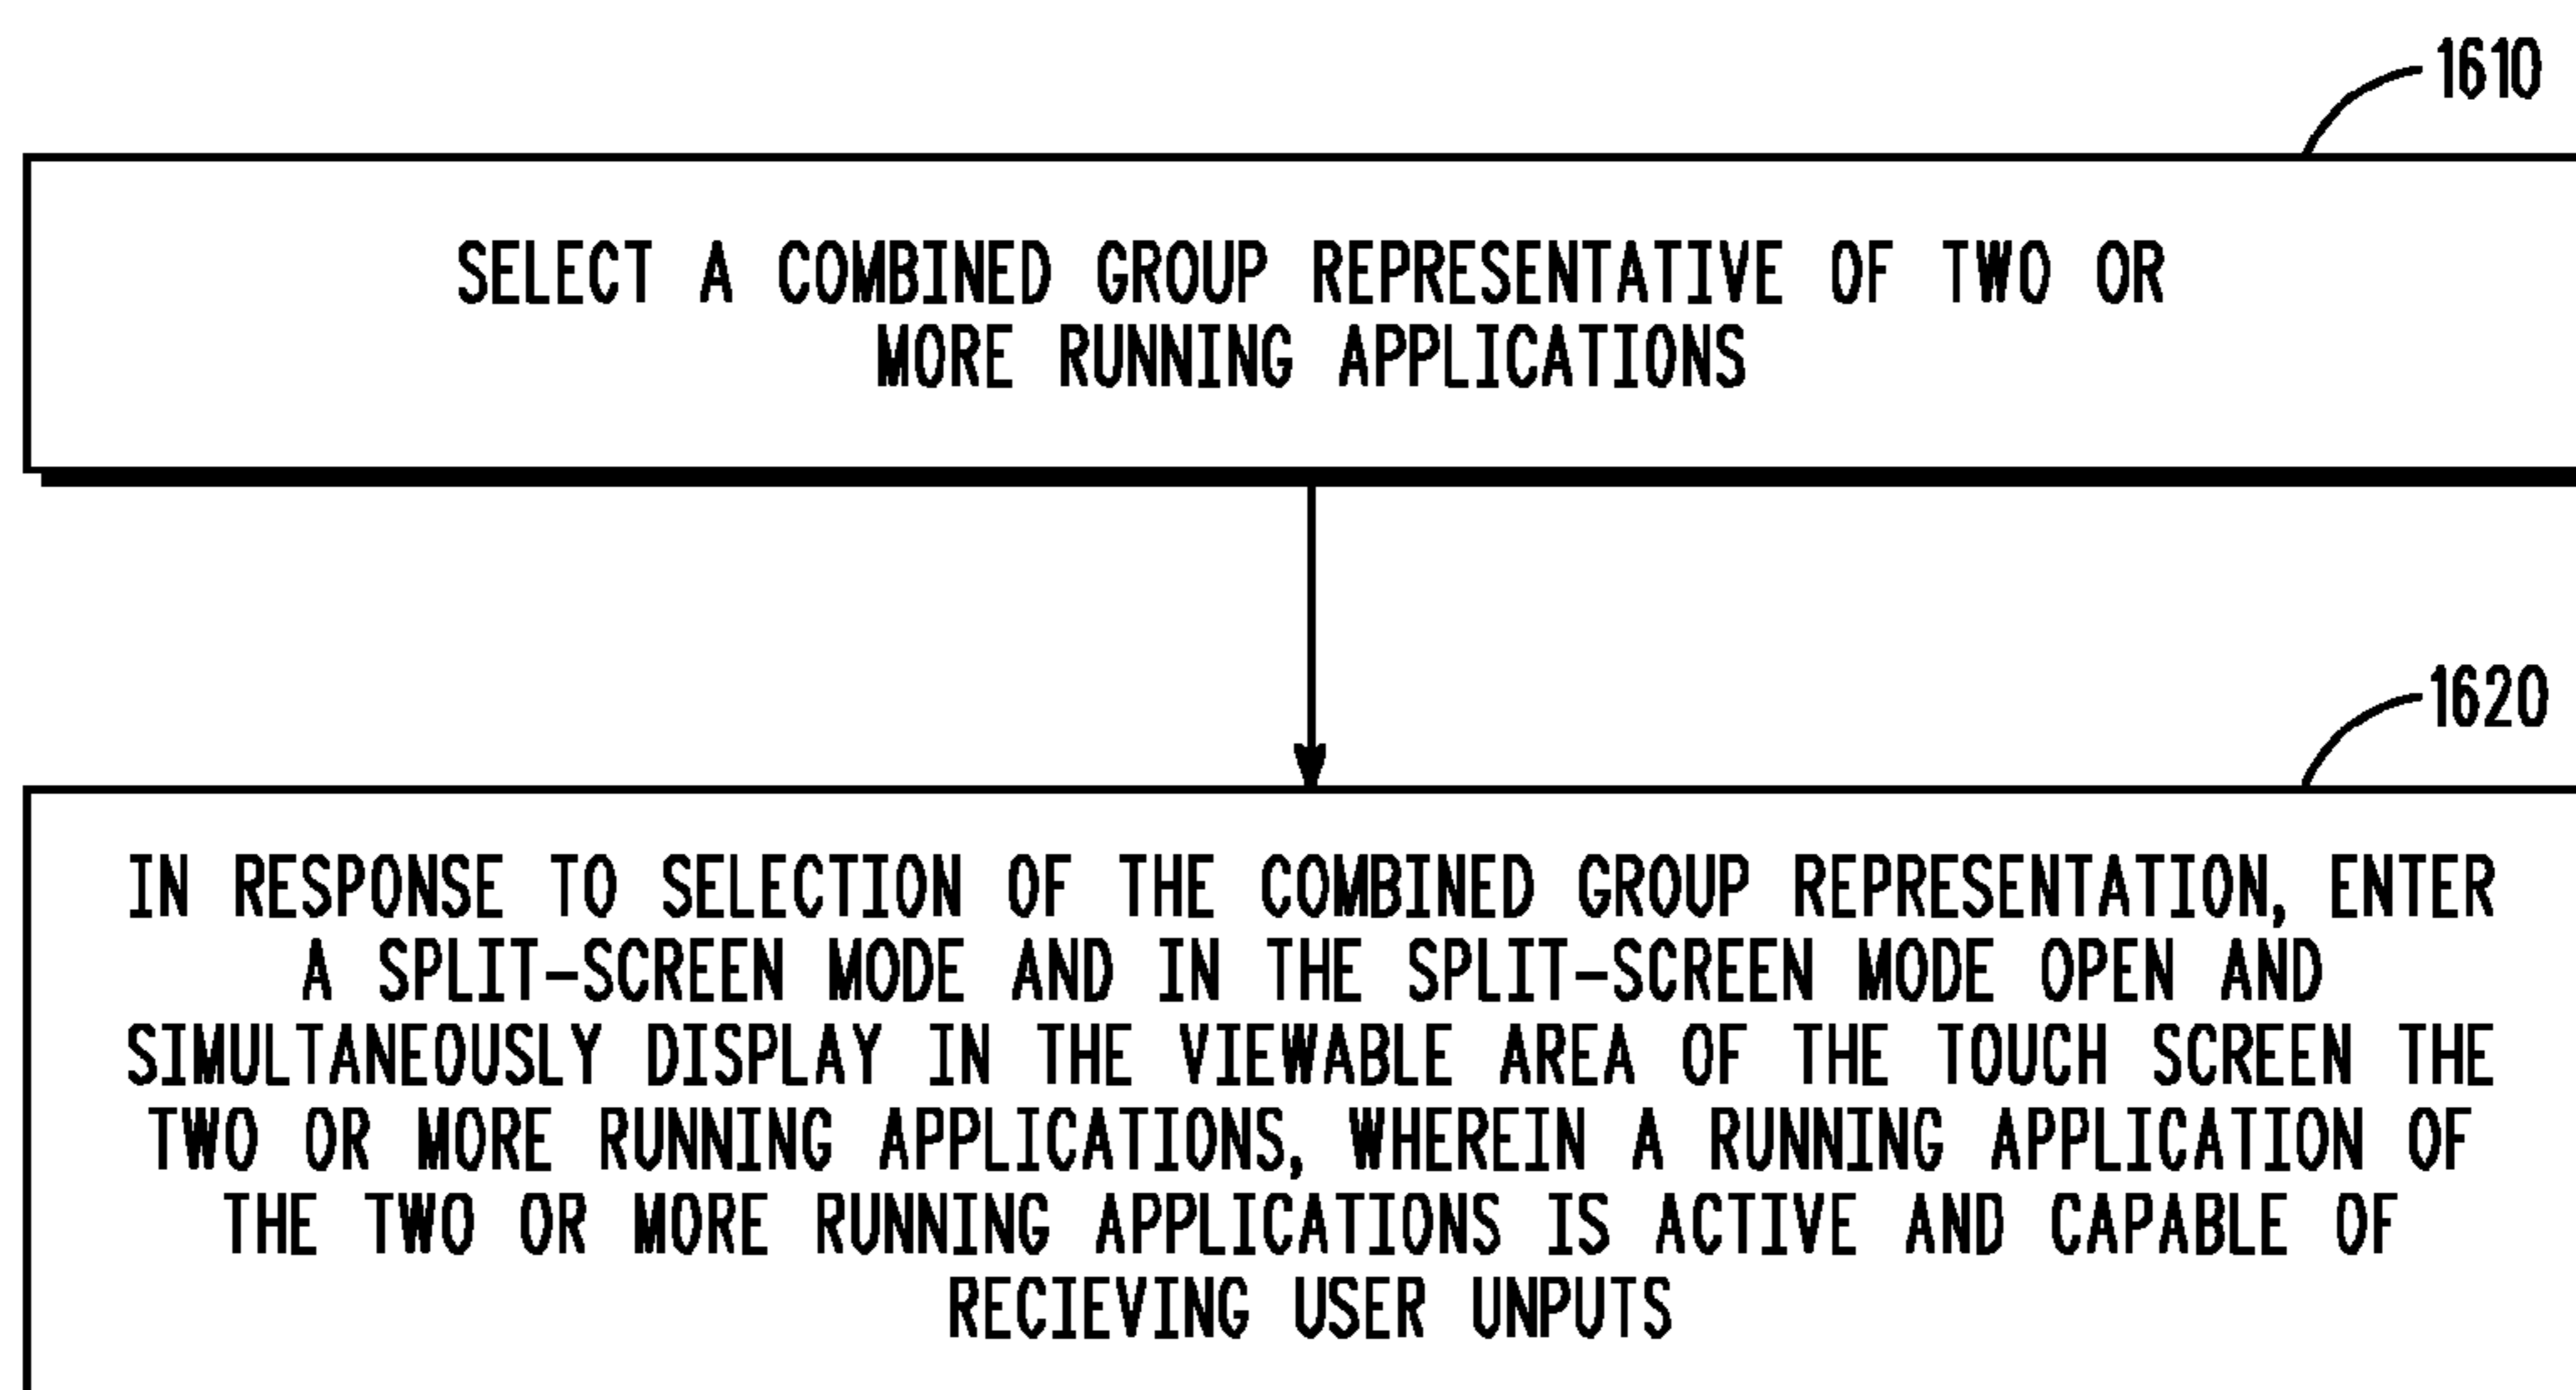 1610
SELECT A COMBINED GROUP REPRESENTATIVE OF TWO OR
MORE RUNNING APPLICATIONS
1620
IN RESPONSE TO SELECTION OF THE COMBINED GROUP REPRESENTATION, ENTER
A SPLIT-SCREEN MODE AND IN THE SPLIT-SCREEN MODE OPEN AND
SIMULTANEOUSLY DISPLAY IN THE VIEWABLE AREA OF THE TOUCH SCREEN THE
TWO OR MORE RUNNING APPLICATIONS, WHEREIN A RUNNING APPLICATION OF
THE TWO OR MORE RUNNING APPLICATIONS IS ACTIVE AND CAPABLE OF
RECIEVING USER UNPUTS